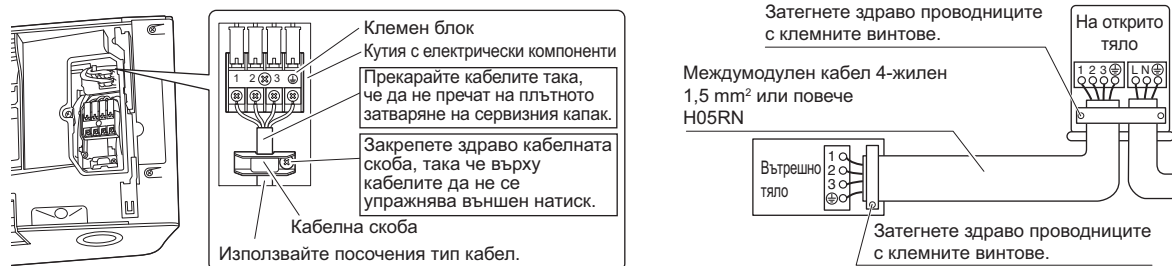 Клемен блок
Кутия с електрически компоненти
1 2 3
Прекарайте кабелите така,
че да не пречат на плътното
затваряне на сервизния капак.
Закрепете здраво кабелната
скоба, така че върху
кабелите да не се
упражнява външен натиск.
Кабелна скоба
Използвайте посочения тип кабел.
Затегнете здраво проводниците
с клемните винтове.
На открито
тяло
1 2 3
L N
Междумодулен кабел 4-жилен
1,5 mm² или повече
H05RN
Вътрешно
тяло
1
2
3
Затегнете здраво проводниците
с клемните винтове.